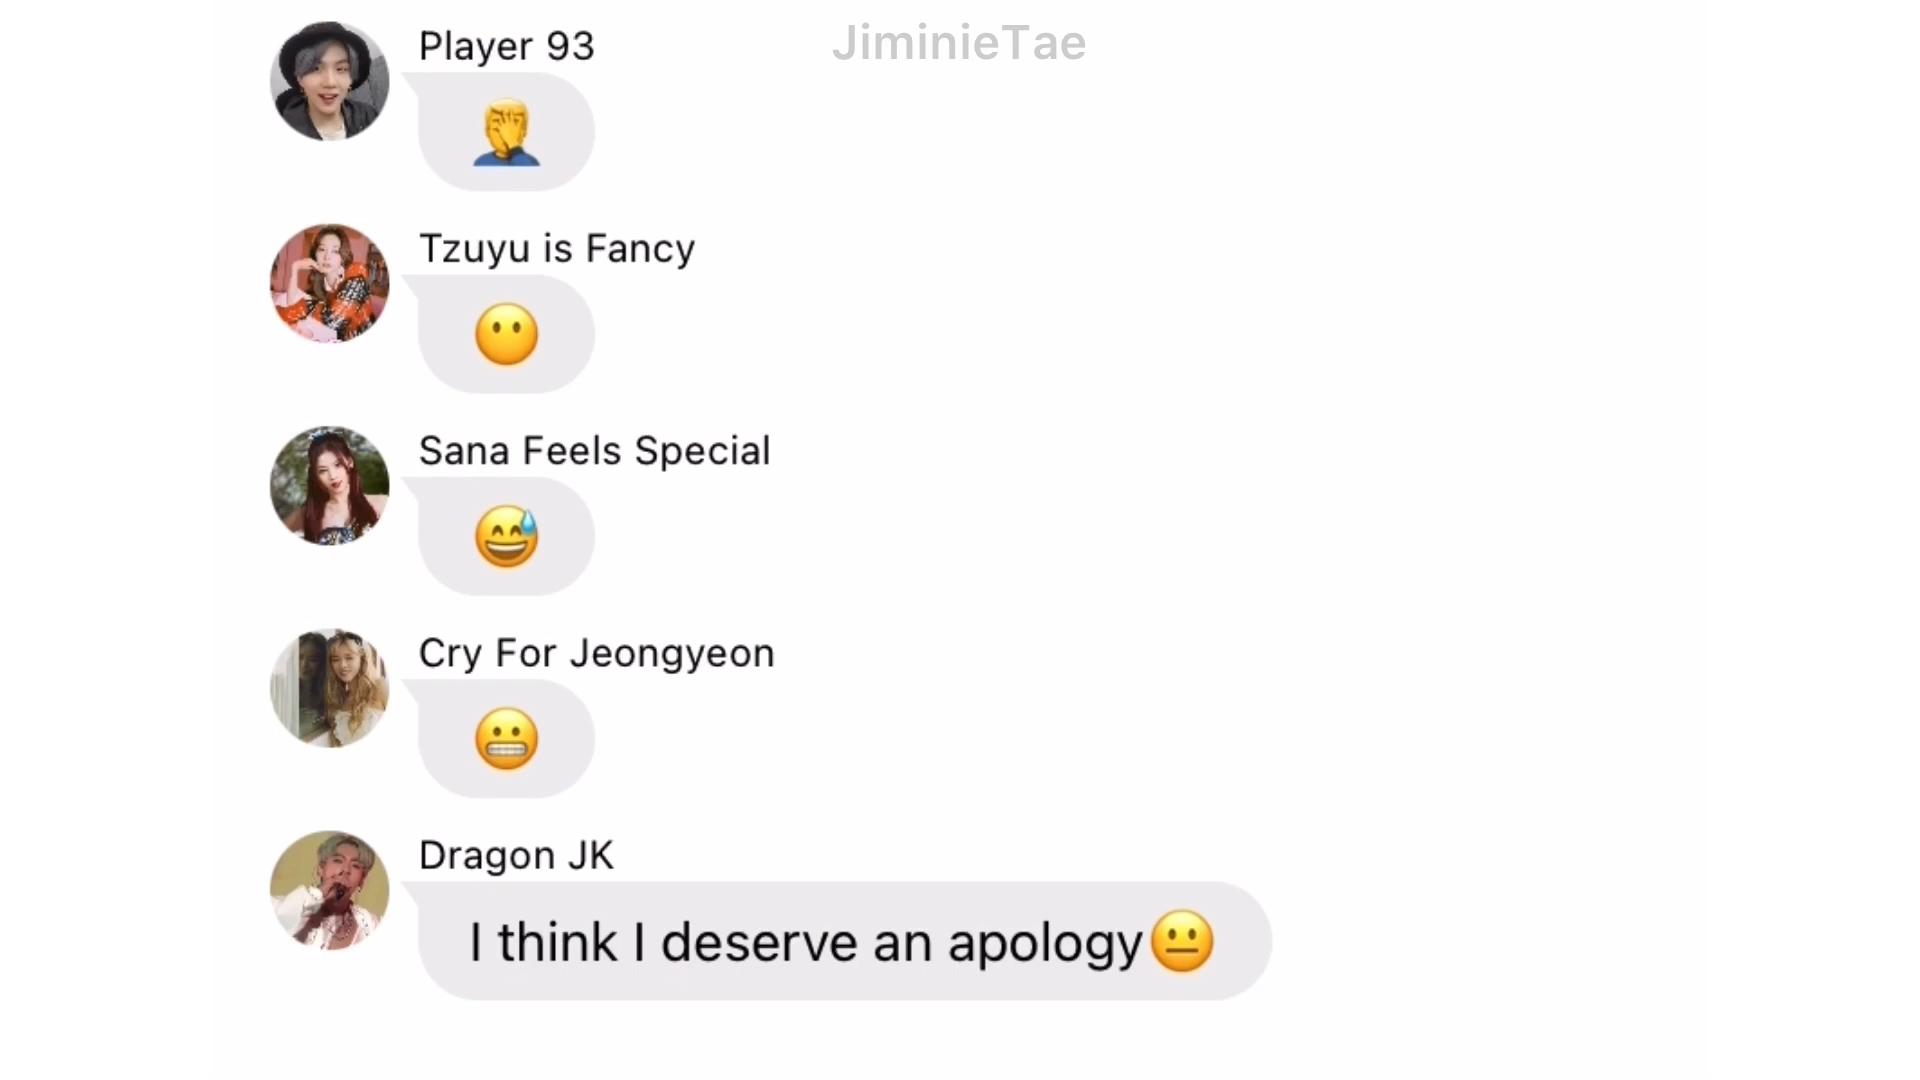 JiminieTae
Player 93
🤦‍♂️
Tzuyu is Fancy
😶
Sana Feels Special
😅
Cry For Jeongyeon
😬
Dragon JK
I think I deserve an apology😐